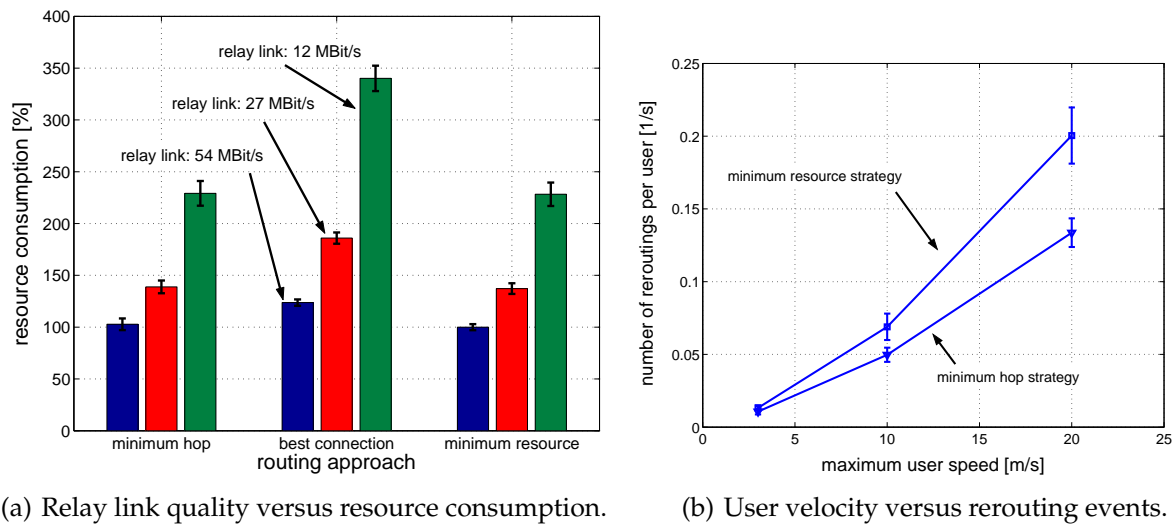 400
350
300
250
200
150
100
50
0
resource consumption [%]
relay link: 12 MBit/s
relay link: 27 MBit/s
relay link: 54 MBit/s
minimum hop
best connection
minimum resource
routing approach
(a) Relay link quality versus resource consumption.
0.25
0.2
0.15
0.1
0.05
0
number of reroutings per user [1/s]
minimum resource strategy
minimum hop strategy
0
5
10
15
20
25
maximum user speed [m/s]
(b) User velocity versus rerouting events.